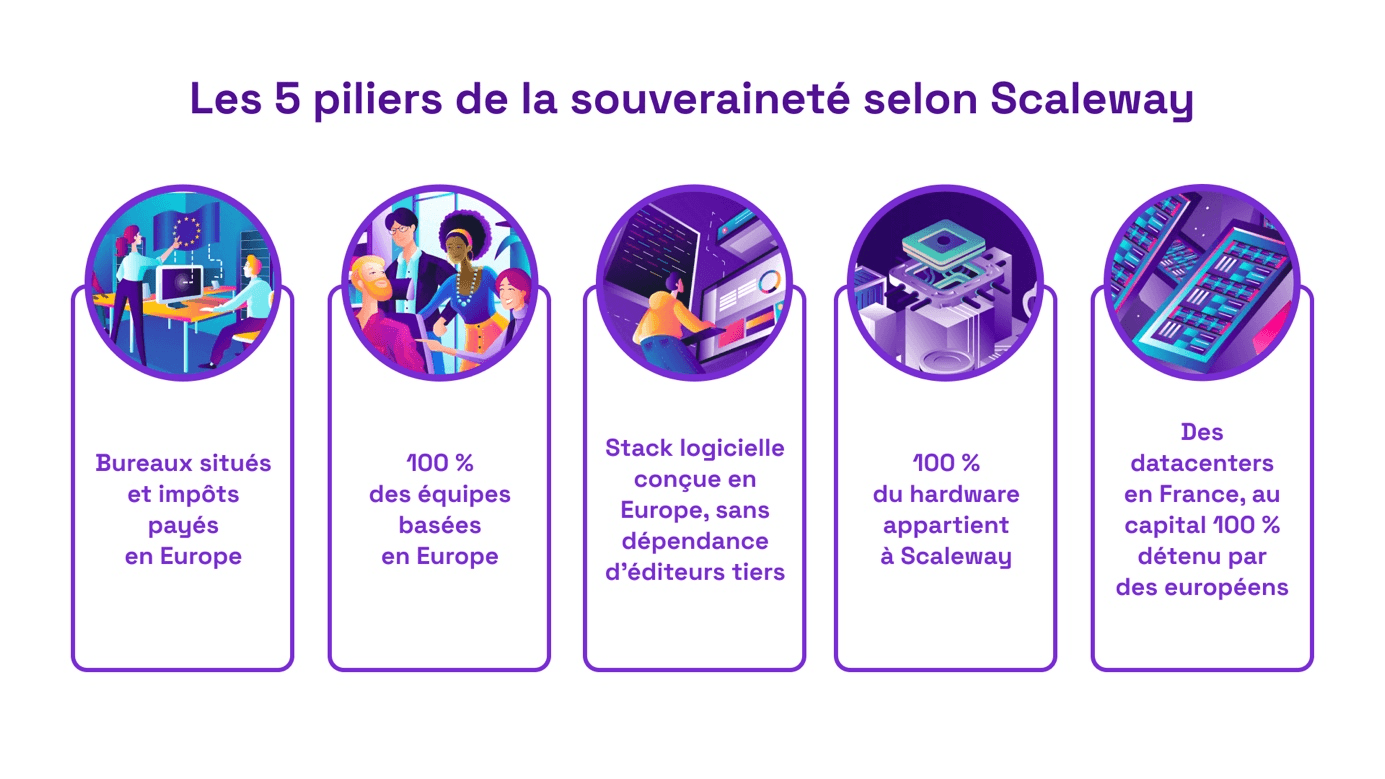 Les 5 piliers de la souveraineté selon Scaleway
Bureaux situés
et impôts
payés
en Europe
100 %
des équipes
basées
en Europe
Stack logicielle
conçue en
Europe, sans
dépendance
d'éditeurs tiers
100 %
du hardware
appartient
à Scaleway
Des
datacenters
en France, au
capital 100 %
détenu par
des européens